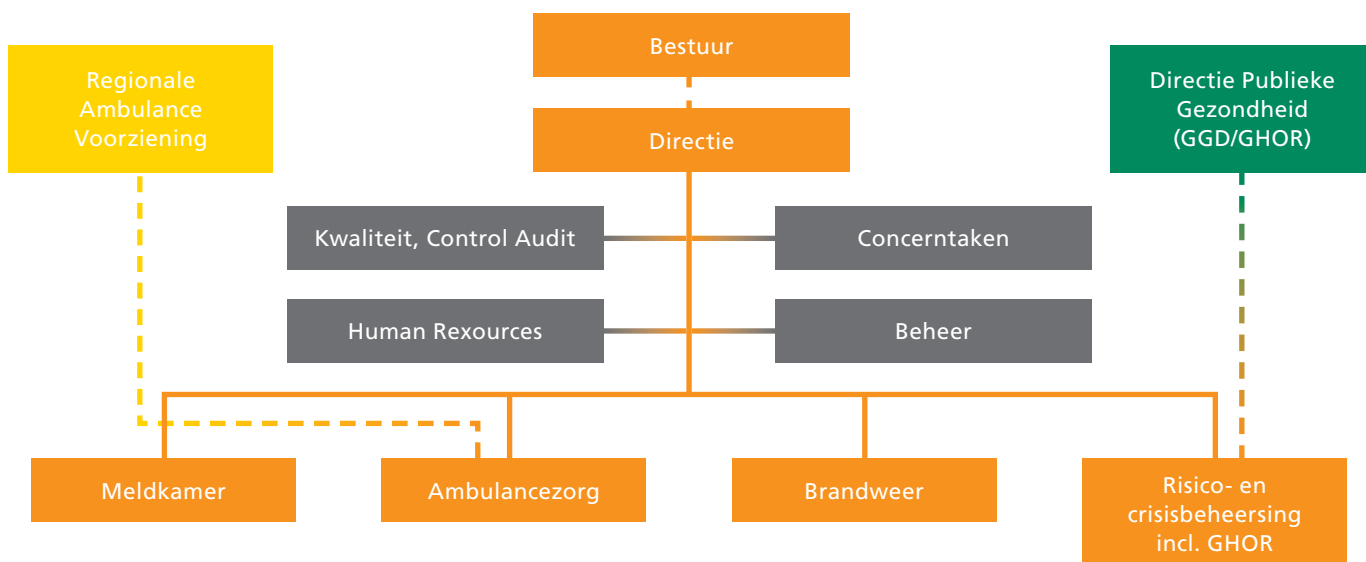 Bestuur
Regionale
Ambulance
Voorziening
Directie Publieke
Gezondheid
(GGD/GHOR)
Directie
Kwaliteit, Control Audit
Concerntaken
Human Rexources
Beheer
Meldkamer
Ambulancezorg
Brandweer
Risico- en
crisisbeheersing
incl. GHOR